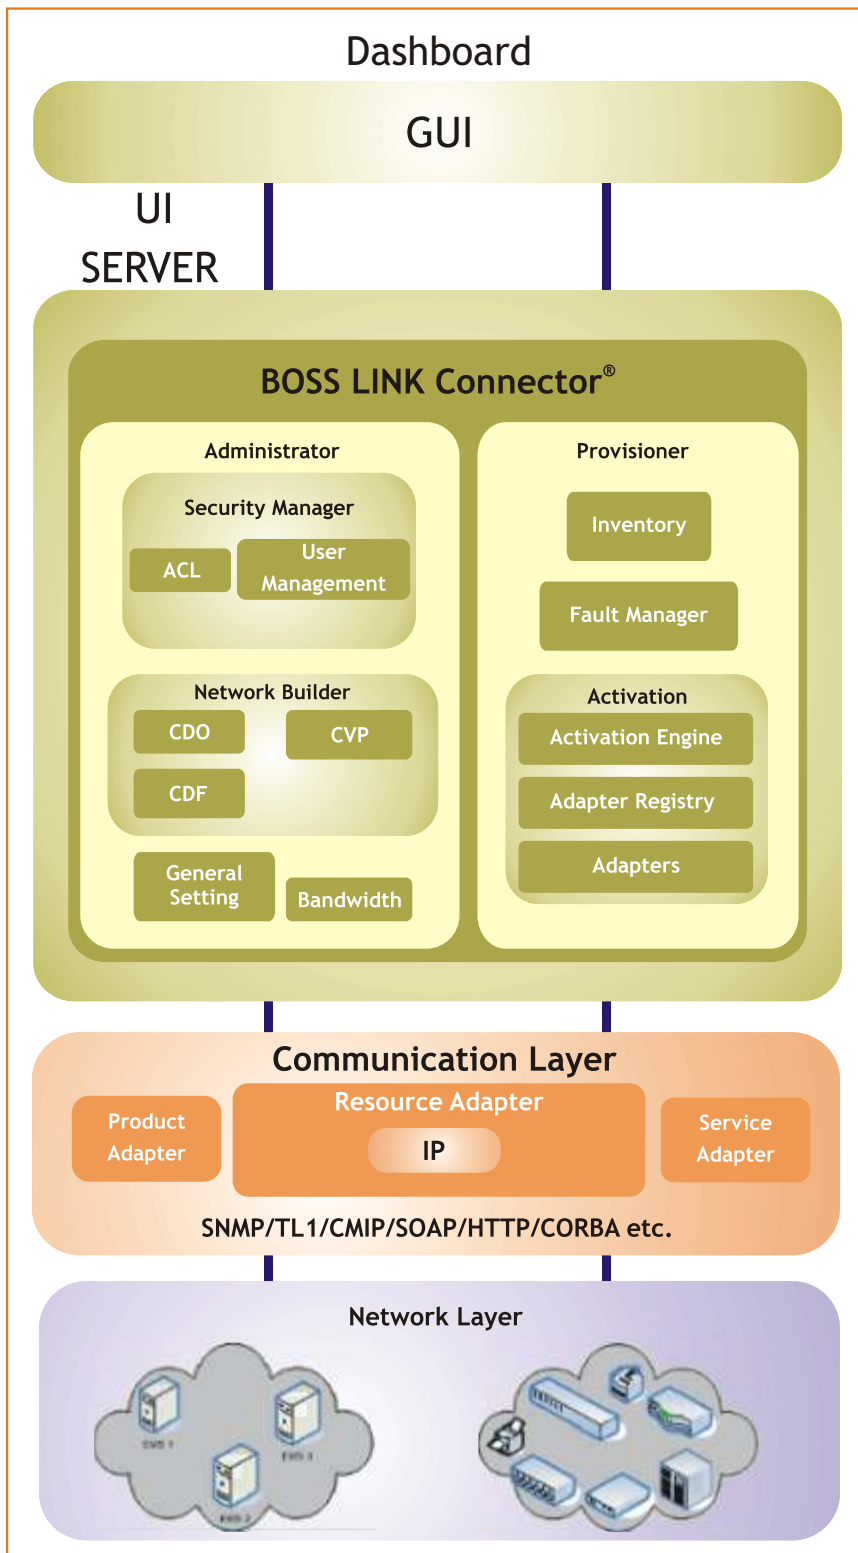 Dashboard
GUI
UI
SERVER
BOSS LINK Connector®
Administrator
Security Manager
ACL
User
Management
Network Builder
CDO
CVP
CDF
General
Setting
Bandwidth
Provisioner
Inventory
Fault Manager
Activation
Activation Engine
Adapter Registry
Adapters
Communication Layer
Product
Adapter
Resource Adapter
IP
Service
Adapter
SNMP/TL1/CMIP/SOAP/HTTP/CORBA etc.
Network Layer